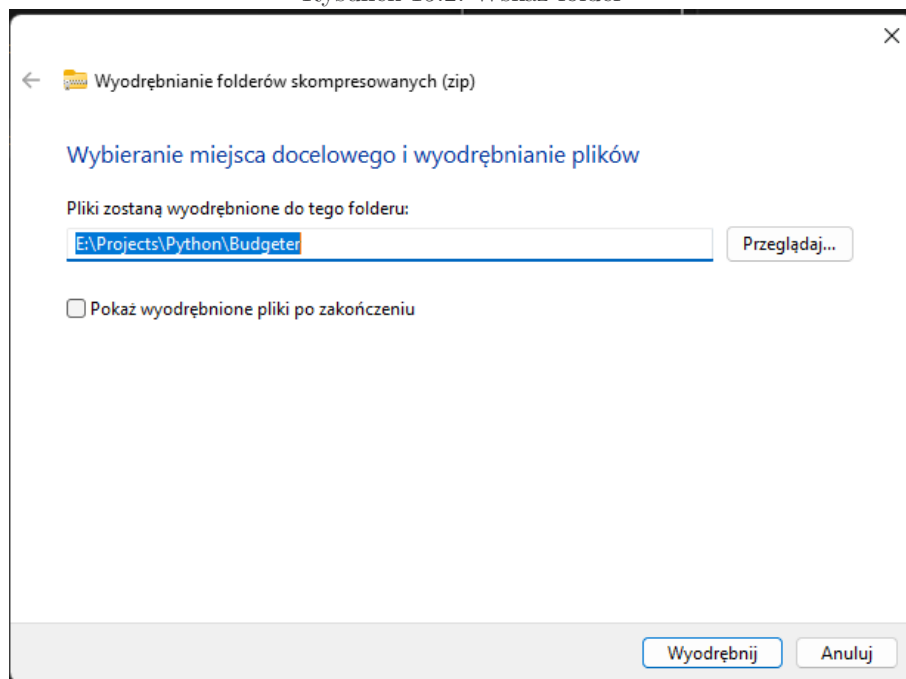 Wyodrębnianie folderów skompresowanych (zip)
Wybieranie miejsca docelowego i wyodrębnianie plików
Pliki zostaną wyodrębnione do tego folderu:
E:\Projects\Python\Budgeter
Przeglądaj...
Pokaż wyodrębnione pliki po zakończeniu
Wyodrębnij Anuluj